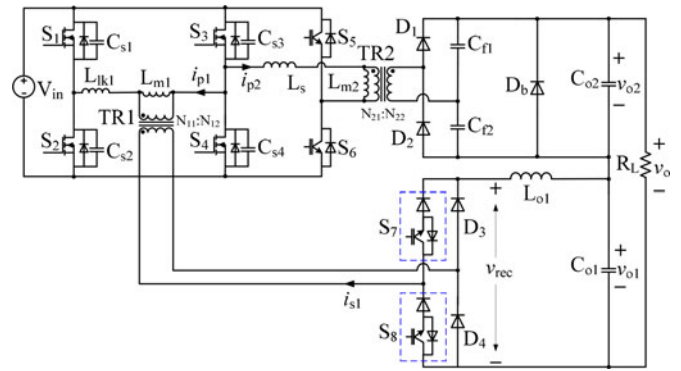 S1 Cs1 S3 Cs3 S5 D1 Cf1
Llk1 Lm1 ip1 ip2 Ls Lm2 TR2 Db Co2 + vo2 −
Vin
TR1 N11:N12 N21:N22
S2 Cs2 S4 Cs4 S6 D2 Cf2
RL + vo −
+ Lo1
S7 D3
vrec Co1 + vo1 −
is1
S8 D4
−